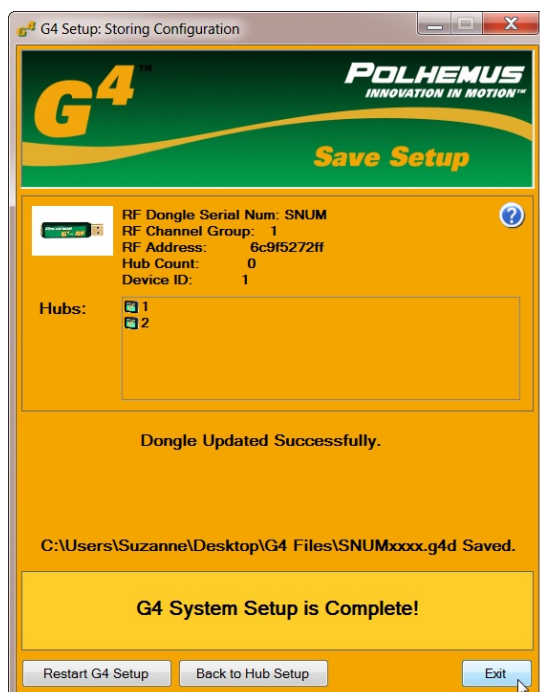 G4 Setup: Storing Configuration
G4™
POLHEMUS
INNOVATION IN MOTION™
Save Setup
RF Dongle Serial Num: SNUM
RF Channel Group: 1
RF Address: 6c9f5272ff
Hub Count: 0
Device ID: 1
Hubs:
1
2
Dongle Updated Successfully.
C:\Users\Suzanne\Desktop\G4 Files\SNUMxxxx.g4d Saved.
G4 System Setup is Complete!
Restart G4 Setup
Back to Hub Setup
Exit